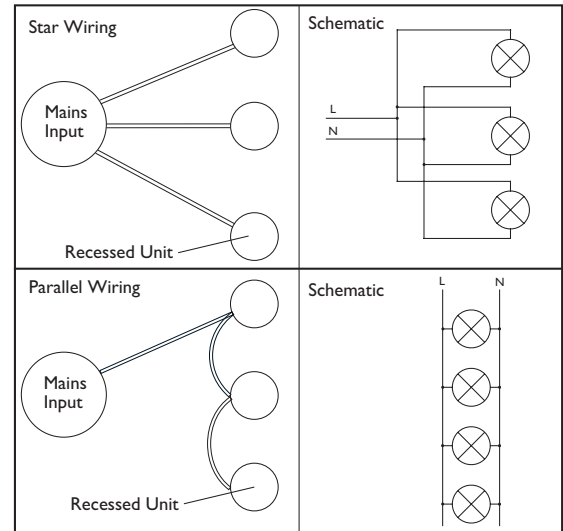 Star Wiring
Mains
Input
Recessed Unit
Schematic
L
N
Parallel Wiring
Mains
Input
Recessed Unit
Schematic
L N